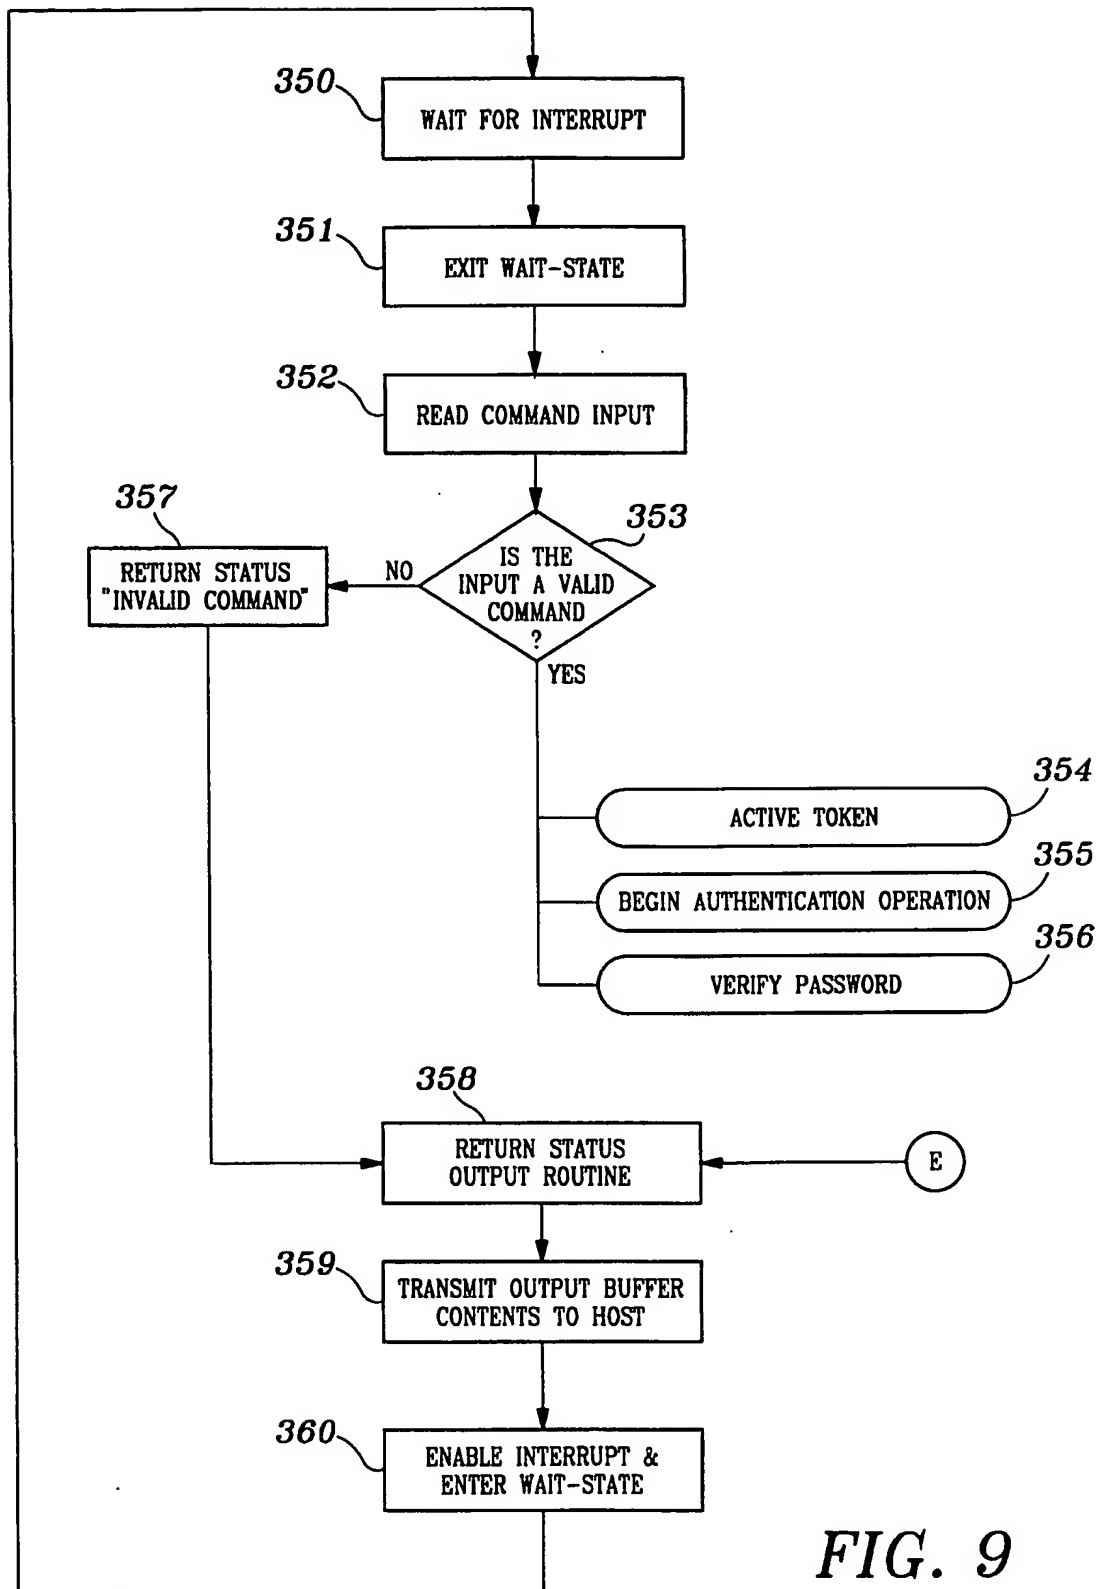 350
WAIT FOR INTERRUPT
351
EXIT WAIT-STATE
352
READ COMMAND INPUT
357
353
RETURN STATUS
"INVALID COMMAND"
NO
IS THE
INPUT A VALID
COMMAND
?
YES
354
ACTIVE TOKEN
355
BEGIN AUTHENTICATION OPERATION
356
VERIFY PASSWORD
358
RETURN STATUS
OUTPUT ROUTINE
E
359
TRANSMIT OUTPUT BUFFER
CONTENTS TO HOST
360
ENABLE INTERRUPT &
ENTER WAIT-STATE
FIG. 9